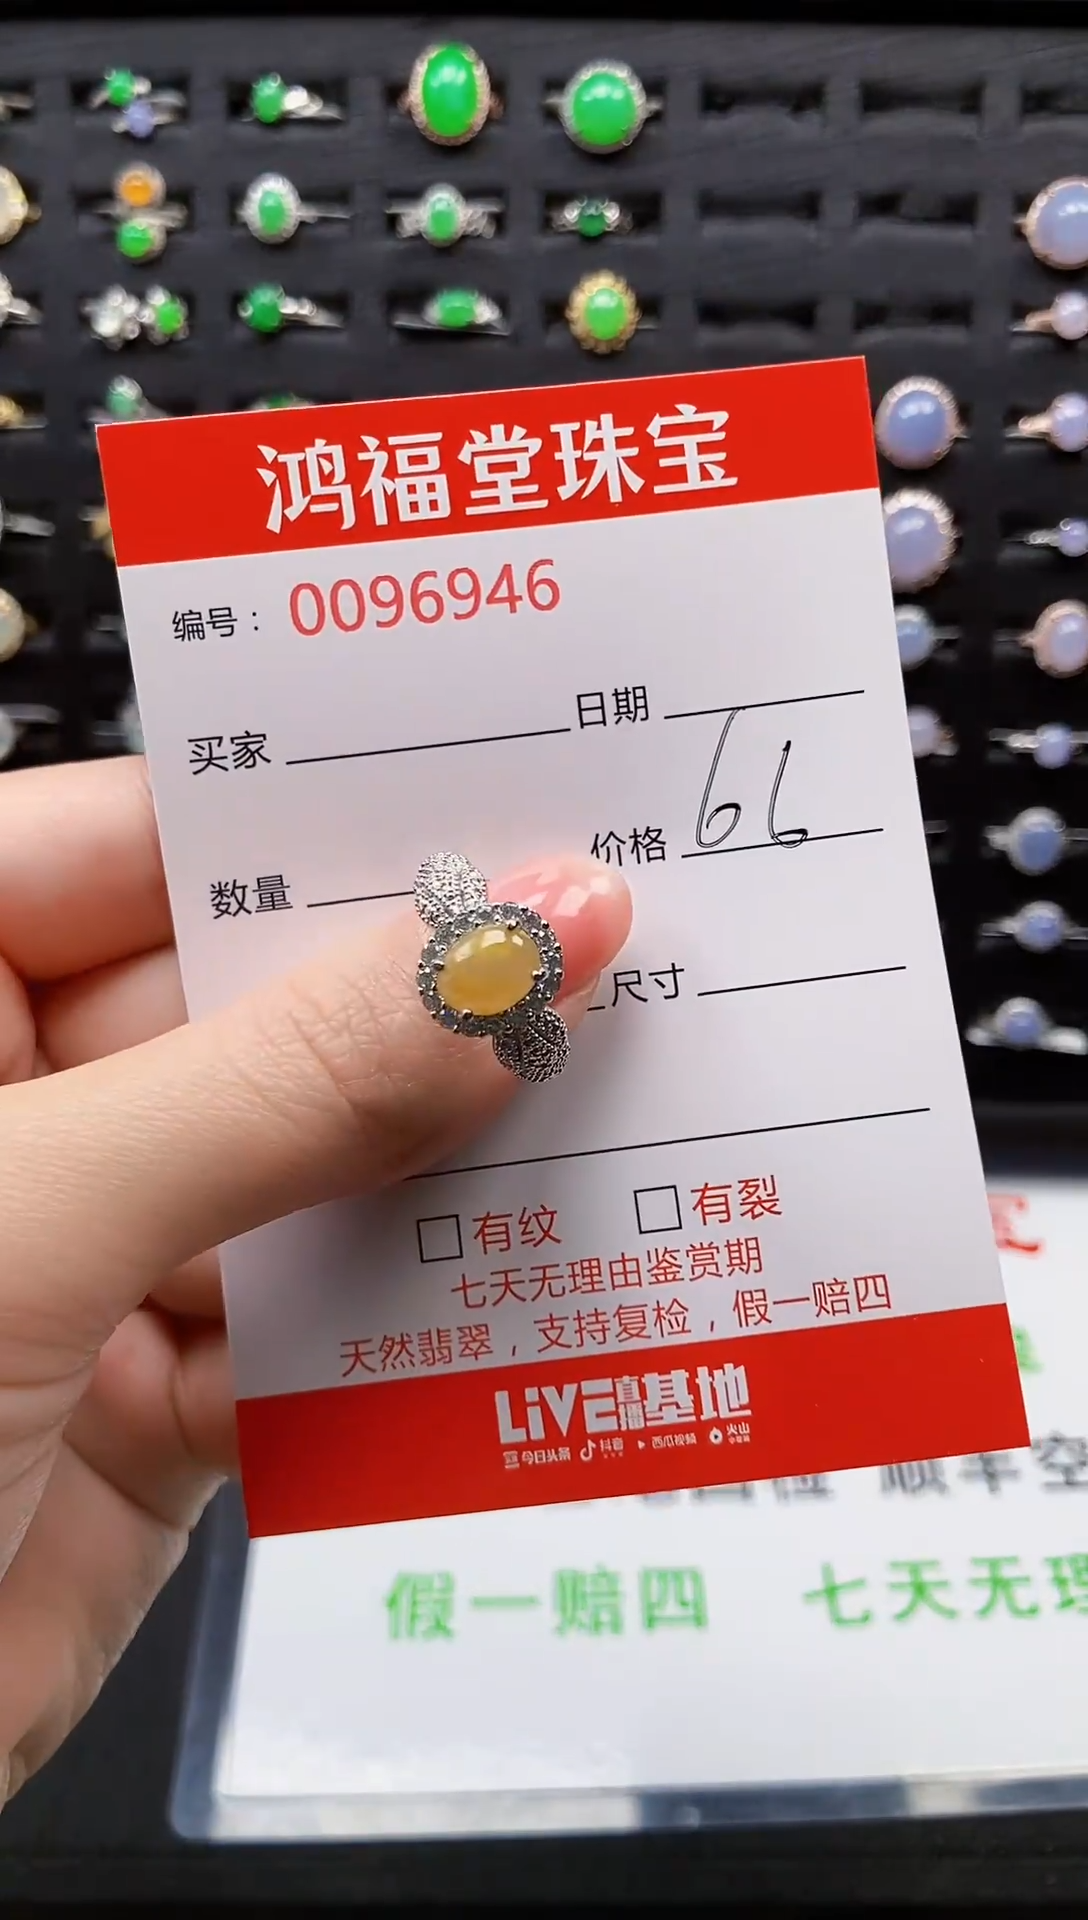 鸿福堂珠宝
编号： 0096946
买家 日期
数量 价格 66
尺寸
有纹 有裂
七天无理由鉴赏期
天然翡翠，支持复检，假一赔四
LiVE直播基地
今日头条 抖音 西瓜视频 火山
假一赔四 七天无理